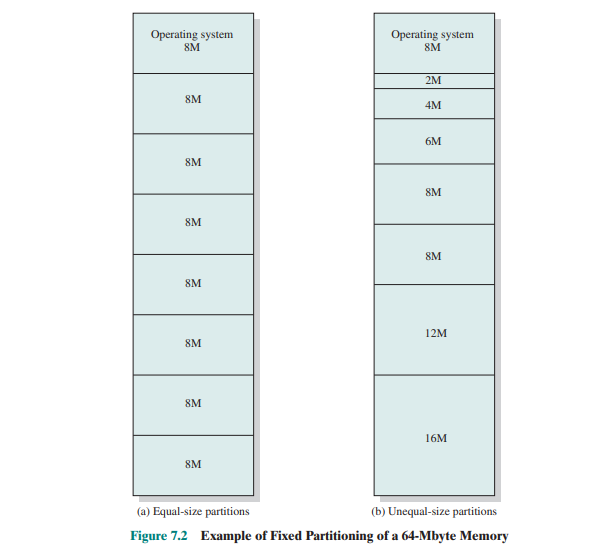 Operating system
8M
8M
8M
8M
8M
8M
8M
8M
(a) Equal-size partitions
Operating system
8M
2M
4M
6M
8M
8M
12M
16M
(b) Unequal-size partitions
Figure 7.2 Example of Fixed Partitioning of a 64-Mbyte Memory